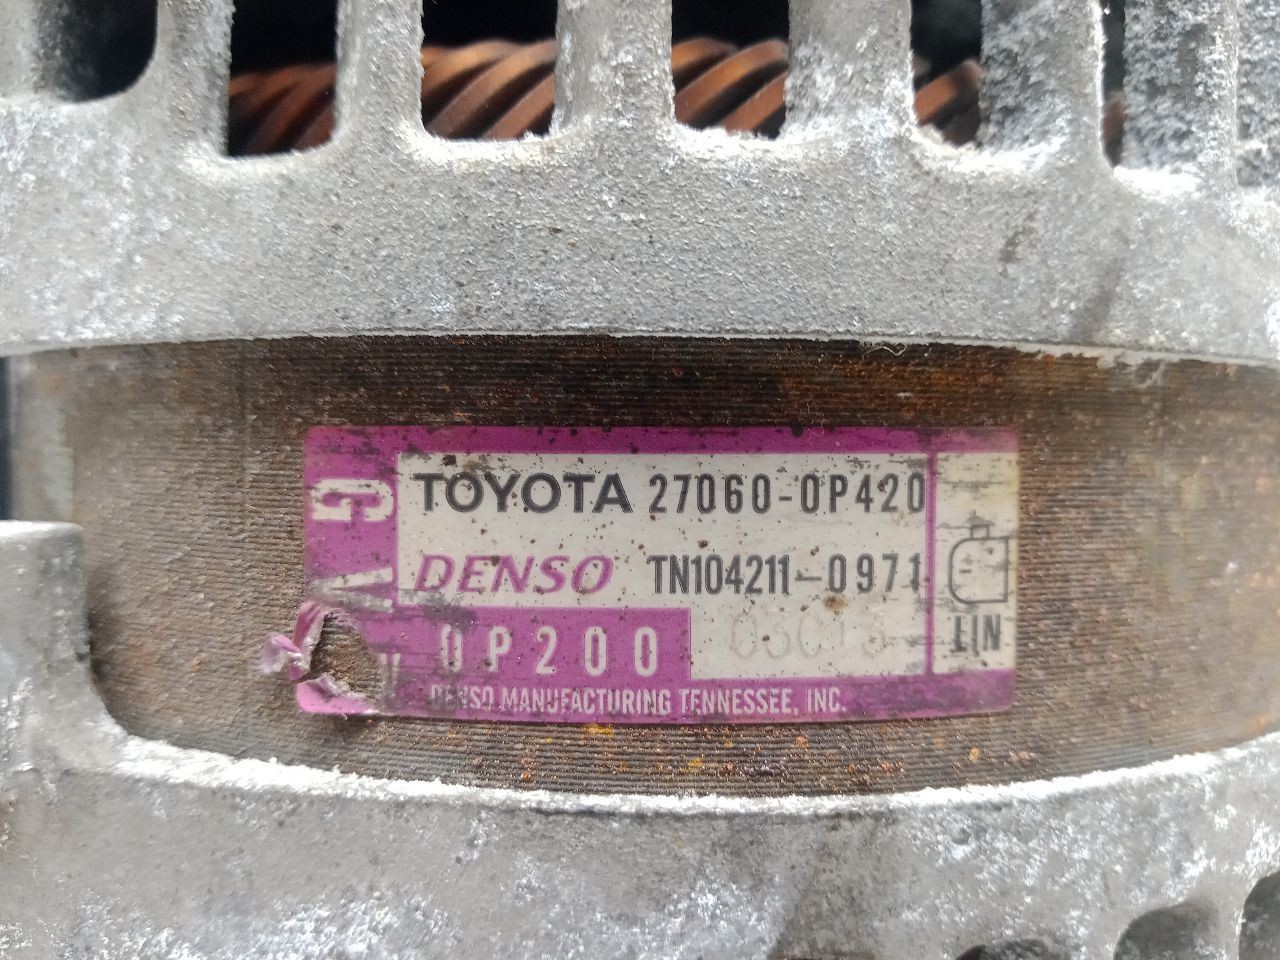 TOYOTA 27060-0P420
DENSO TN104211-0971
0P200
DENSO MANUFACTURING TENNESSEE, INC.
LIN